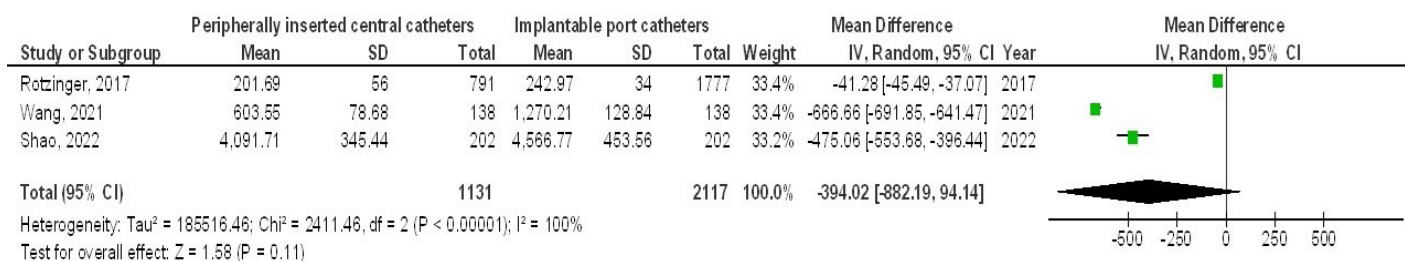 Peripherally inserted central catheters Implantable port catheters Mean Difference Mean Difference
Study or Subgroup Mean SD Total Mean SD Total Weight IV, Random, 95% CI Year IV, Random, 95% CI
Rotzinger, 2017 201.69 56 791 242.97 34 1777 33.4% -41.28 [-45.49, -37.07] 2017
Wang, 2021 603.55 78.68 138 1,270.21 128.84 138 33.4% -666.66 [-691.85, -641.47] 2021
Shao, 2022 4,091.71 345.44 202 4,566.77 453.56 202 33.2% -475.06 [-553.68, -396.44] 2022
Total (95% CI) 1131 2117 100.0% -394.02 [-882.19, 94.14]
Heterogeneity: Tau² = 185516.46; Chi² = 2411.46, df = 2 (P < 0.00001); I² = 100%
Test for overall effect: Z = 1.58 (P = 0.11)
-500 -250 0 250 500